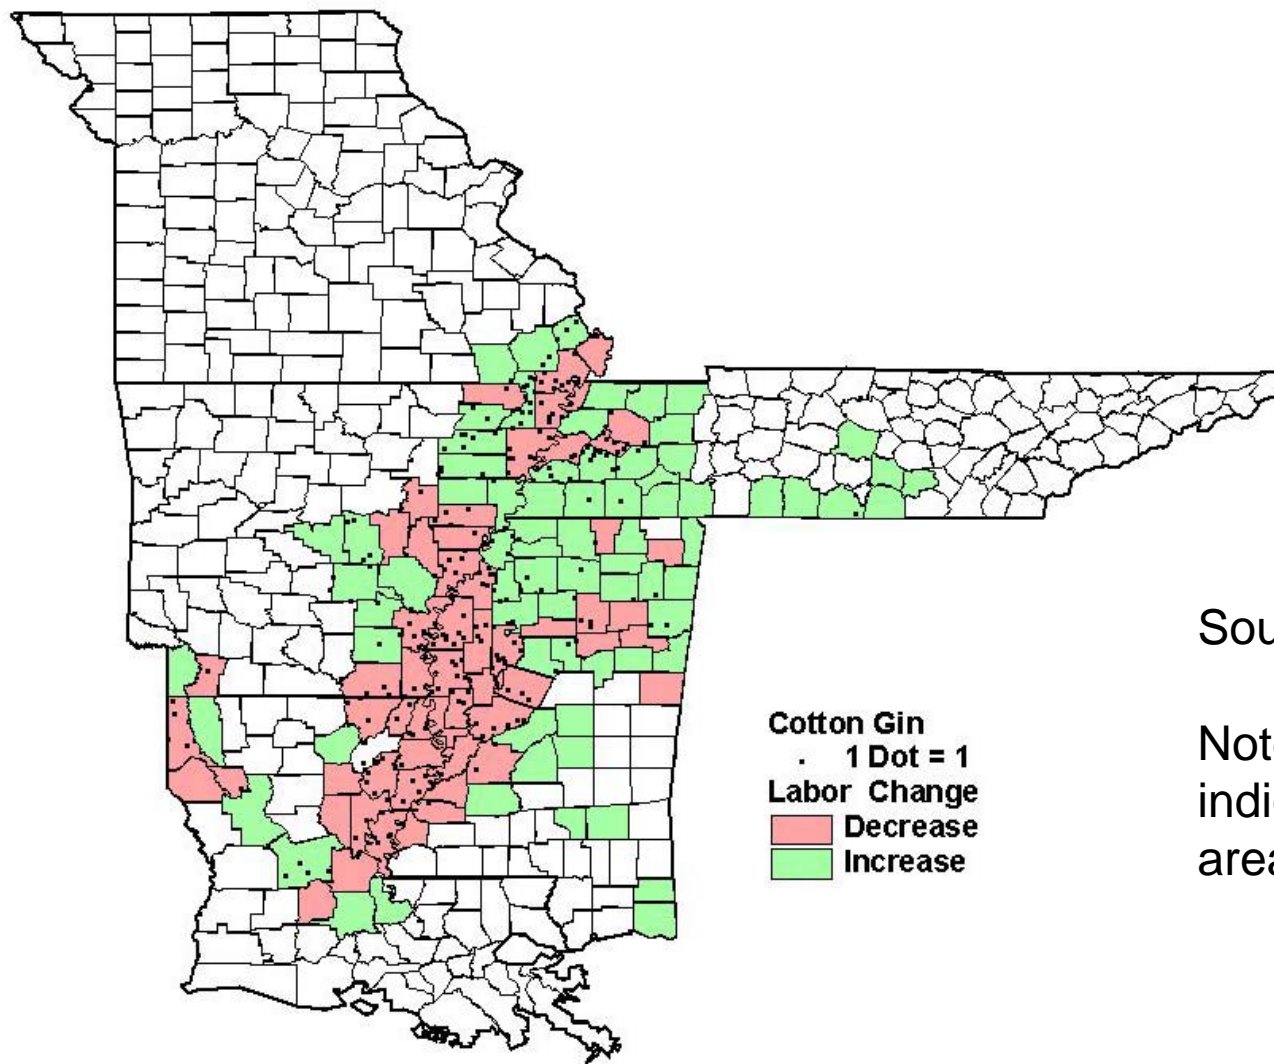 Cotton Gin
. 1 Dot = 1
Labor Change
Decrease
Increase
Sou
Not
indi
area